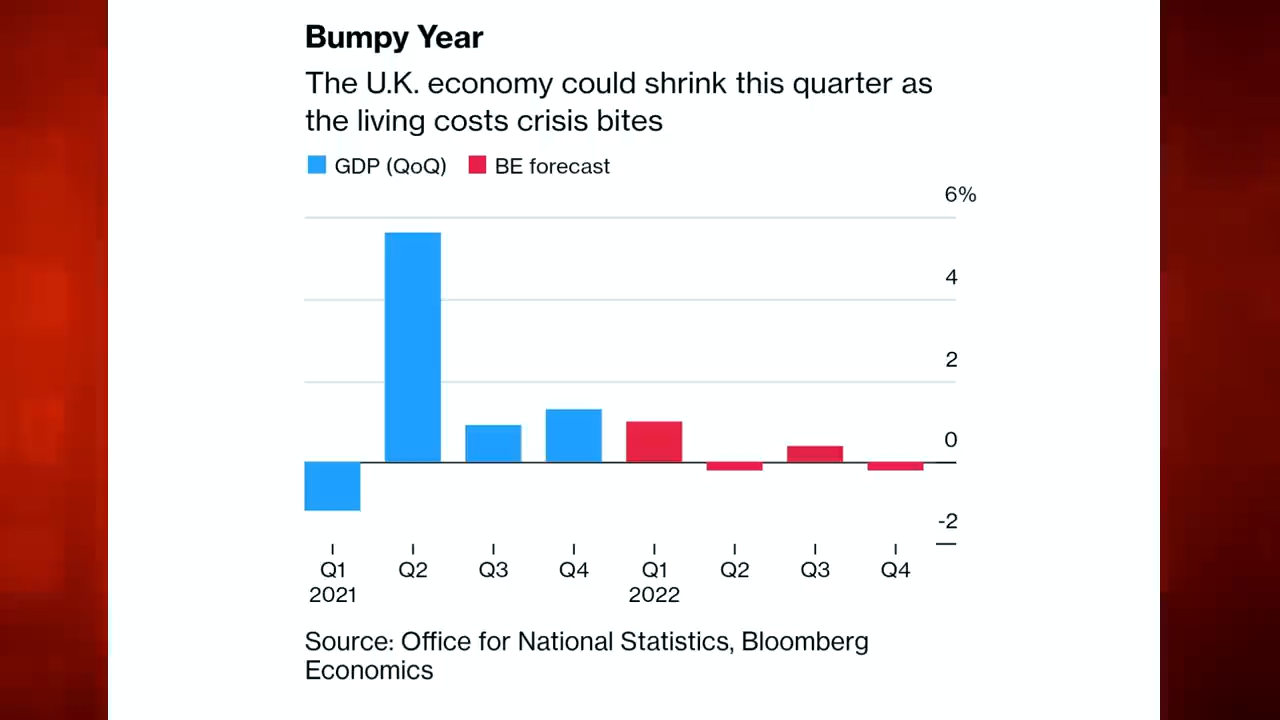 Bumpy Year
The U.K. economy could shrink this quarter as
the living costs crisis bites
GDP (QoQ) BE forecast
6%
4
2
0
-2
Q1 Q2 Q3 Q4 Q1 Q2 Q3 Q4
2021 2022
Source: Office for National Statistics, Bloomberg
Economics